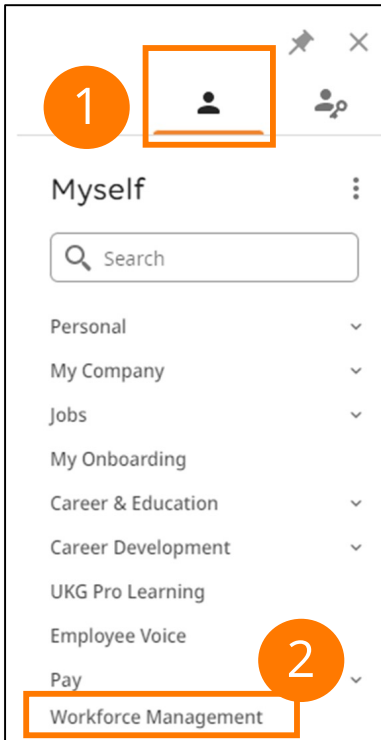 1
Myself
Search
Personal
My Company
Jobs
My Onboarding
Career & Education
Career Development
UKG Pro Learning
Employee Voice
2
Pay
Workforce Management